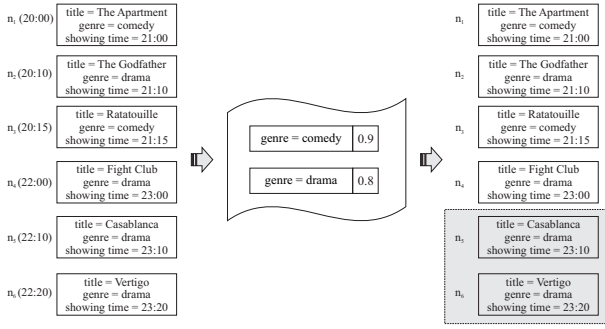 n₁ (20:00)
title = The Apartment
genre = comedy
showing time = 21:00
n₂ (20:10)
title = The Godfather
genre = drama
showing time = 21:10
n₃ (20:15)
title = Ratatouille
genre = comedy
showing time = 21:15
n₄ (22:00)
title = Fight Club
genre = drama
showing time = 23:00
n₅ (22:10)
title = Casablanca
genre = drama
showing time = 23:10
n₆ (22:20)
title = Vertigo
genre = drama
showing time = 23:20
genre = comedy 0.9
genre = drama 0.8
n₁
title = The Apartment
genre = comedy
showing time = 21:00
n₂
title = The Godfather
genre = drama
showing time = 21:10
n₃
title = Ratatouille
genre = comedy
showing time = 21:15
n₄
title = Fight Club
genre = drama
showing time = 23:00
n₅
title = Casablanca
genre = drama
showing time = 23:10
n₆
title = Vertigo
genre = drama
showing time = 23:20